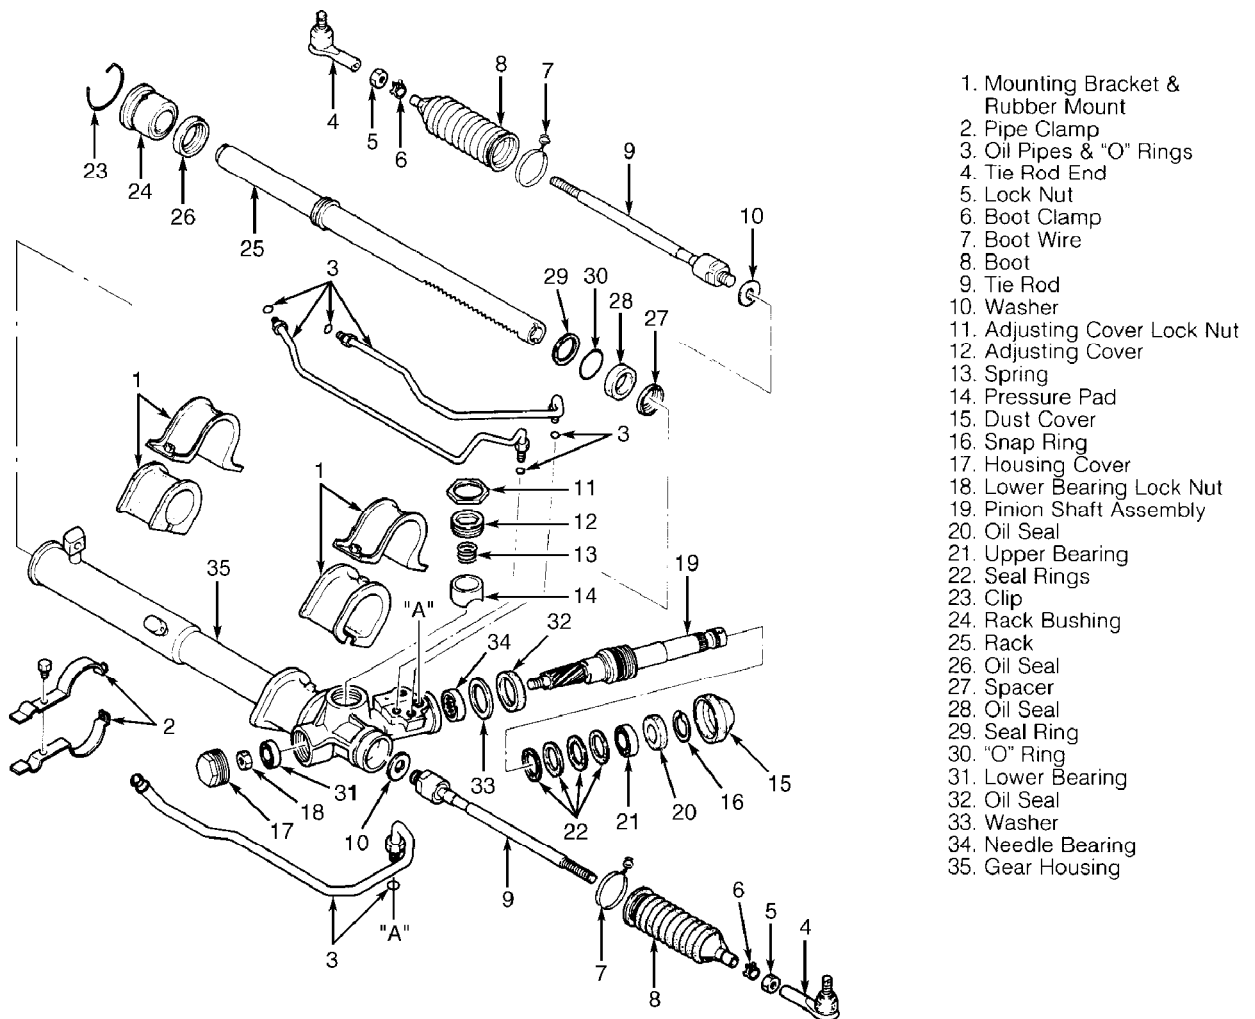 8
7
4
5
6
23
24
26
25
9
10
3
29
30
28
27
1
3
1
11
12
13
14
35
"A"
34
32
19
2
17
18
31
10
33
22
21
20
16
15
9
3
"A"
7
8
6
5
4
1. Mounting Bracket &
Rubber Mount
2. Pipe Clamp
3. Oil Pipes & "O" Rings
4. Tie Rod End
5. Lock Nut
6. Boot Clamp
7. Boot Wire
8. Boot
9. Tie Rod
10. Washer
11. Adjusting Cover Lock Nut
12. Adjusting Cover
13. Spring
14. Pressure Pad
15. Dust Cover
16. Snap Ring
17. Housing Cover
18. Lower Bearing Lock Nut
19. Pinion Shaft Assembly
20. Oil Seal
21. Upper Bearing
22. Seal Rings
23. Clip
24. Rack Bushing
25. Rack
26. Oil Seal
27. Spacer
28. Oil Seal
29. Seal Ring
30. "O" Ring
31. Lower Bearing
32. Oil Seal
33. Washer
34. Needle Bearing
35. Gear Housing